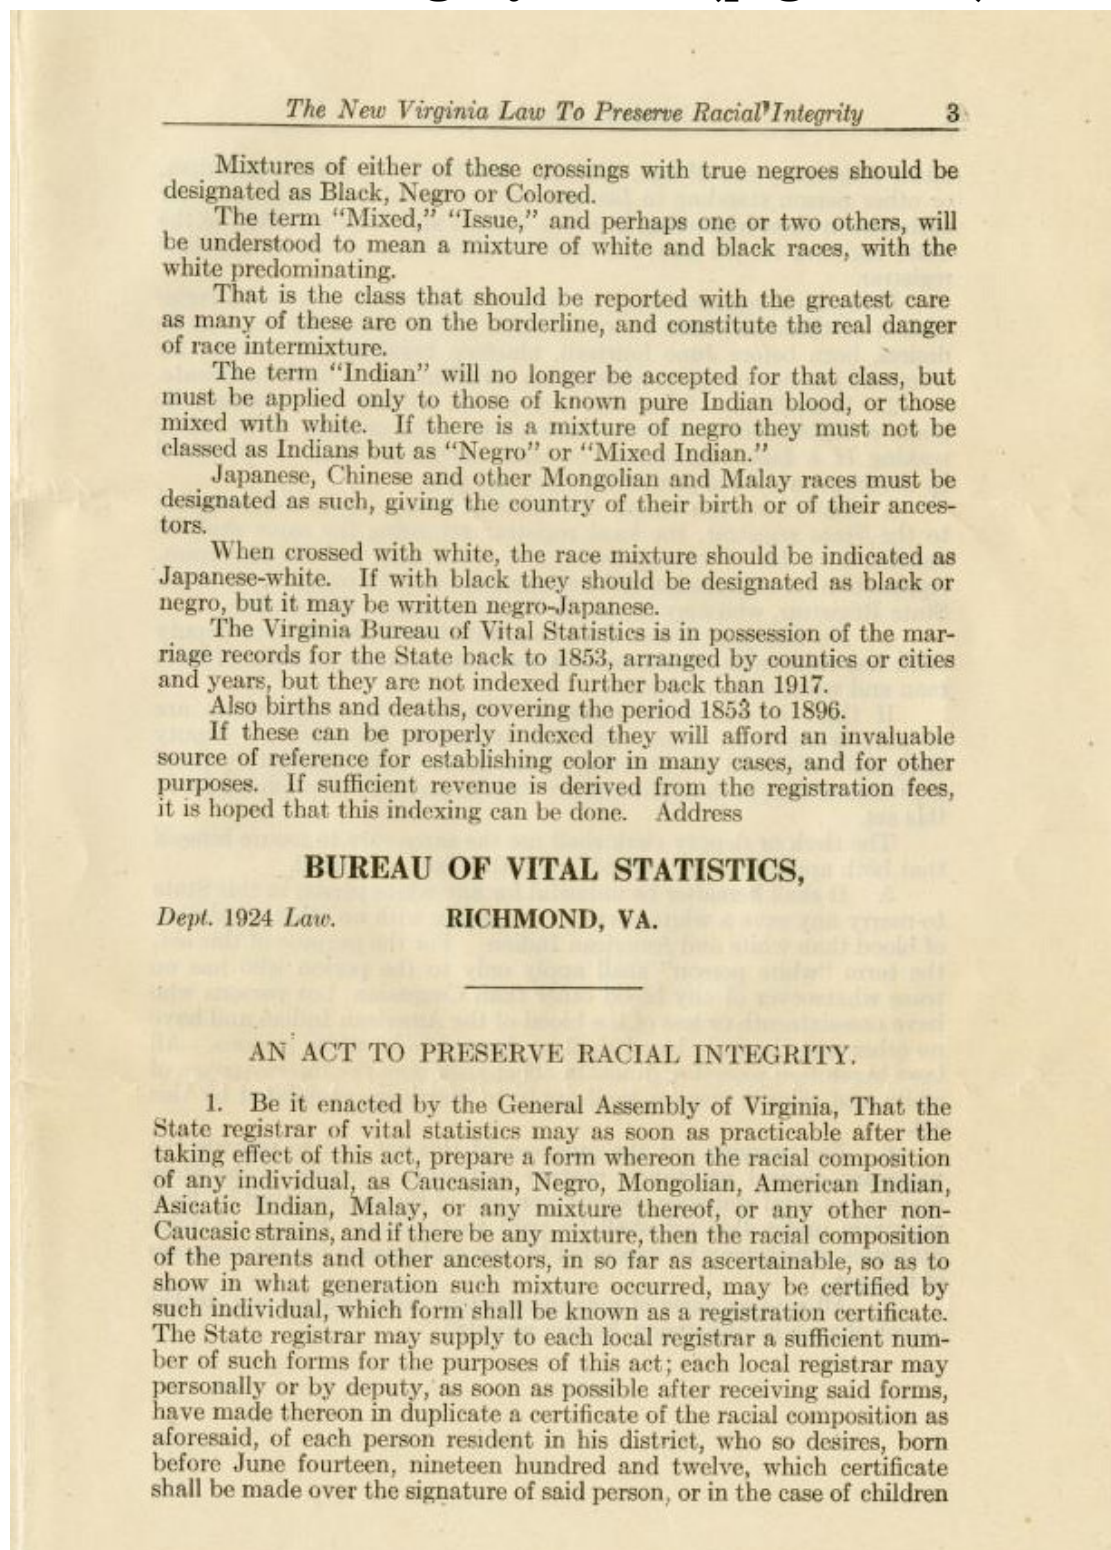 The New Virginia Law To Preserve Racial Integrity 3
Mixtures of either of these crossings with true negroes should be
designated as Black, Negro or Colored.
The term “Mixed,” “Issue,” and perhaps one or two others, will
be understood to mean a mixture of white and black races, with the
white predominating.
That is the class that should be reported with the greatest care
as many of these are on the borderline, and constitute the real danger
of race intermixture.
The term “Indian” will no longer be accepted for that class, but
must be applied only to those of known pure Indian blood, or those
mixed with white. If there is a mixture of negro they must not be
classed as Indians but as “Negro” or “Mixed Indian.”
Japanese, Chinese and other Mongolian and Malay races must be
designated as such, giving the country of their birth or of their ances-
tors.
When crossed with white, the race mixture should be indicated as
Japanese-white. If with black they should be designated as black or
negro, but it may be written negro-Japanese.
The Virginia Bureau of Vital Statistics is in possession of the mar-
riage records for the State back to 1853, arranged by counties or cities
and years, but they are not indexed further back than 1917.
Also births and deaths, covering the period 1853 to 1896.
If these can be properly indexed they will afford an invaluable
source of reference for establishing color in many cases, and for other
purposes. If sufficient revenue is derived from the registration fees,
it is hoped that this indexing can be done. Address
BUREAU OF VITAL STATISTICS,
Dept. 1924 Law. RICHMOND, VA.
AN ACT TO PRESERVE RACIAL INTEGRITY.
1. Be it enacted by the General Assembly of Virginia, That the
State registrar of vital statistics may as soon as practicable after the
taking effect of this act, prepare a form whereon the racial composition
of any individual, as Caucasian, Negro, Mongolian, American Indian,
Asicatic Indian, Malay, or any mixture thereof, or any other non-
Caucasic strains, and if there be any mixture, then the racial composition
of the parents and other ancestors, in so far as ascertainable, so as to
show in what generation such mixture occurred, may be certified by
such individual, which form shall be known as a registration certificate.
The State registrar may supply to each local registrar a sufficient num-
ber of such forms for the purposes of this act; each local registrar may
personally or by deputy, as soon as possible after receiving said forms,
have made thereon in duplicate a certificate of the racial composition as
aforesaid, of each person resident in his district, who so desires, born
before June fourteen, nineteen hundred and twelve, which certificate
shall be made over the signature of said person, or in the case of children